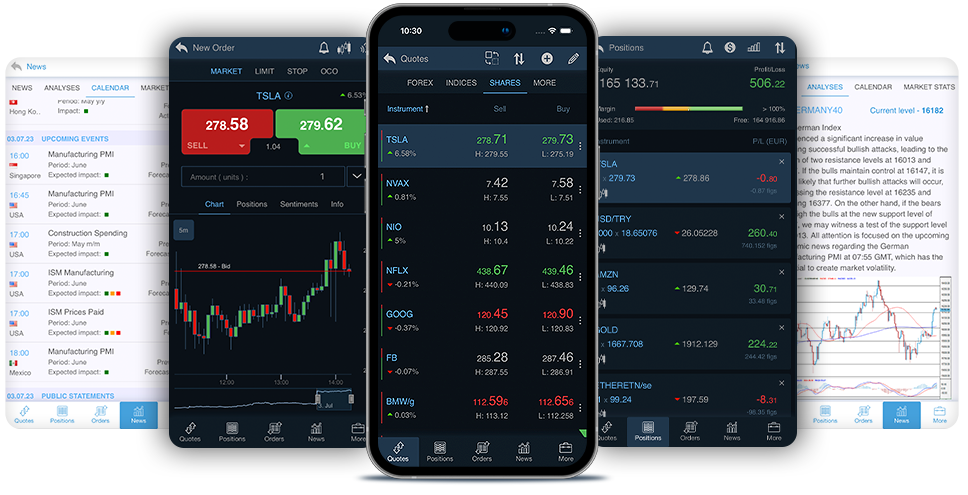 News
NEWS ANALYSES CALENDAR MARKET
Period: May y/y
Hong Ko.. Impact:
03.07.23 UPCOMING EVENTS
16:00 Manufacturing PMI
Period: June
Singapore Expected impact:
16:45 Manufacturing PMI
Period: June
USA Expected impact:
17:00 Construction Spending
Period: May m/m
USA Expected impact:
17:00 ISM Manufacturing
Period: June
USA Expected impact: Foreca
17:00 ISM Prices Paid
Period: June
USA Expected impact: Foreca
18:00 Manufacturing PMI
Period: June Prev
Mexico Expected impact: Foreca
03.07.23 PUBLIC STATEMENTS
Quotes Positions Orders News
New Order
MARKET LIMIT STOP OCO
TSLA 6.53
278.58 279.62
SELL 1.04 BUY
Amount ( units ) : 1
Chart Positions Sentiments Info
5m
278.58 - Bid
12:00 13:00 14:00
3. Jul
Quotes Positions Orders News More
10:30
Quotes
FOREX INDICES SHARES MORE
Instrument Sell Buy
TSLA 278.71 279.73
6.58% H: 279.55 L: 275.19
NVAX 7.42 7.58
0.81% H: 7.55 L: 7.51
NIO 10.13 10.24
5% H: 10.4 L: 10.22
NFLX 438.67 439.46
-0.21% H: 440.09 L: 438.83
GOOG 120.45 120.90
-0.37% H: 120.92 L: 120.83
FB 285.28 287.46
-0.07% H: 287.55 L: 286.91
BMW/g 112.596 112.656
0.03% H: 113.12 L: 112.258
Quotes Positions Orders News More
Positions
Equity Profit/Loss
165 133.71 506.22
Margin > 100%
Used: 216.85 Free: 164 916.86
Instrument P/L (EUR)
TSLA
x 279.73 278.86 -0.80
-0.87 figs
USD/TRY
000 x 18.65076 26.05228 260.40
740.152 figs
AMZN
x 96.26 129.74 30.71
33.48 figs
GOLD
x 1667.708 1912.129 224.22
244.42 figs
ETHERETN/se
x 99.24 197.59 -8.31
-98.35 figs
Quotes Positions Orders News More
ANALYSES CALENDAR MARKET STATS
GERMANY40 Current level - 16182
German Index
enced a significant increase in value
ng successful bullish attacks, leading to the
h of two resistance levels at 16013 and
. If the bulls maintain control at 16147, it is
likely that further bullish attacks will occur,
sing the resistance level at 16235 and
ing 16377. On the other hand, if the bears
gh the bulls at the new support level of
, we may witness a test of the support level
13. All attention is focused on the upcoming
mic news regarding the German
acturing PMI at 07:55 GMT, which has the
ial to create market volatility.
Positions Orders News More